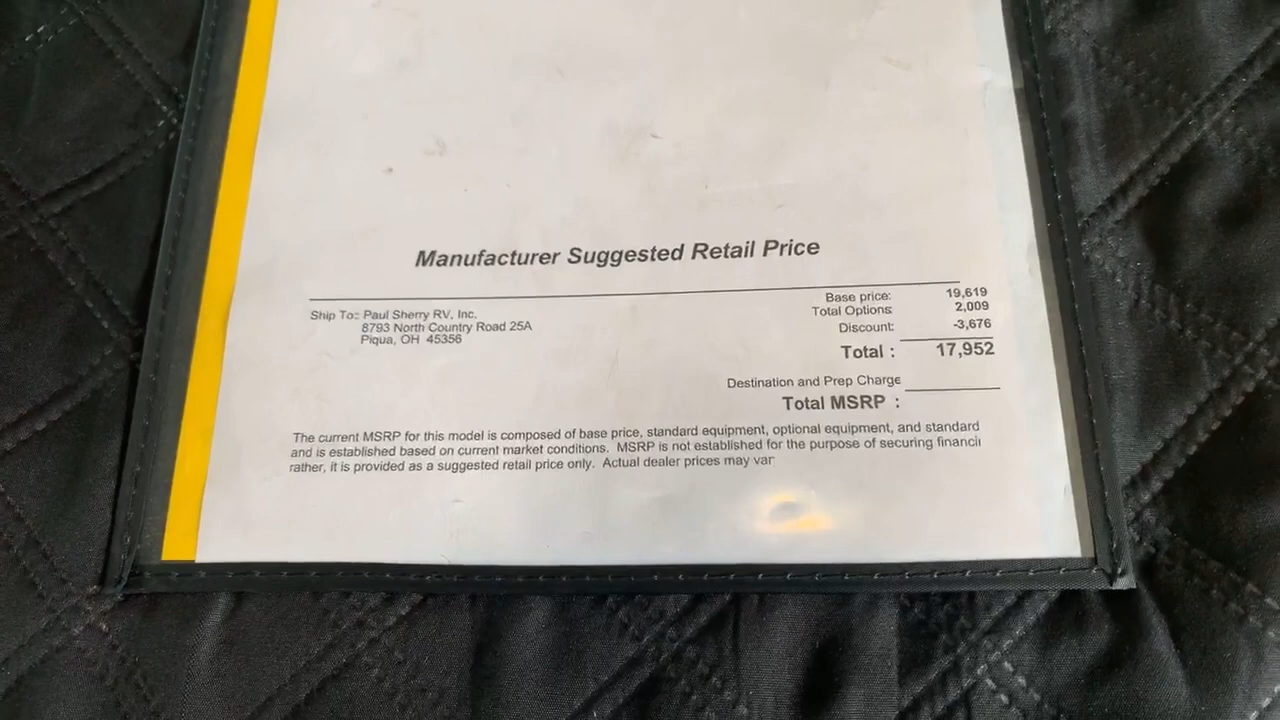 Manufacturer Suggested Retail Price
Ship To: Paul Sherry RV, Inc.
8793 North Country Road 25A
Piqua, OH 45356
Base price: 19,619
Total Options: 2,009
Discount: -3,676
Total : 17,952
Destination and Prep Charge
Total MSRP :
The current MSRP for this model is composed of base price, standard equipment, optional equipment, and standard
and is established based on current market conditions. MSRP is not established for the purpose of securing financi
rather, it is provided as a suggested retail price only. Actual dealer prices may var